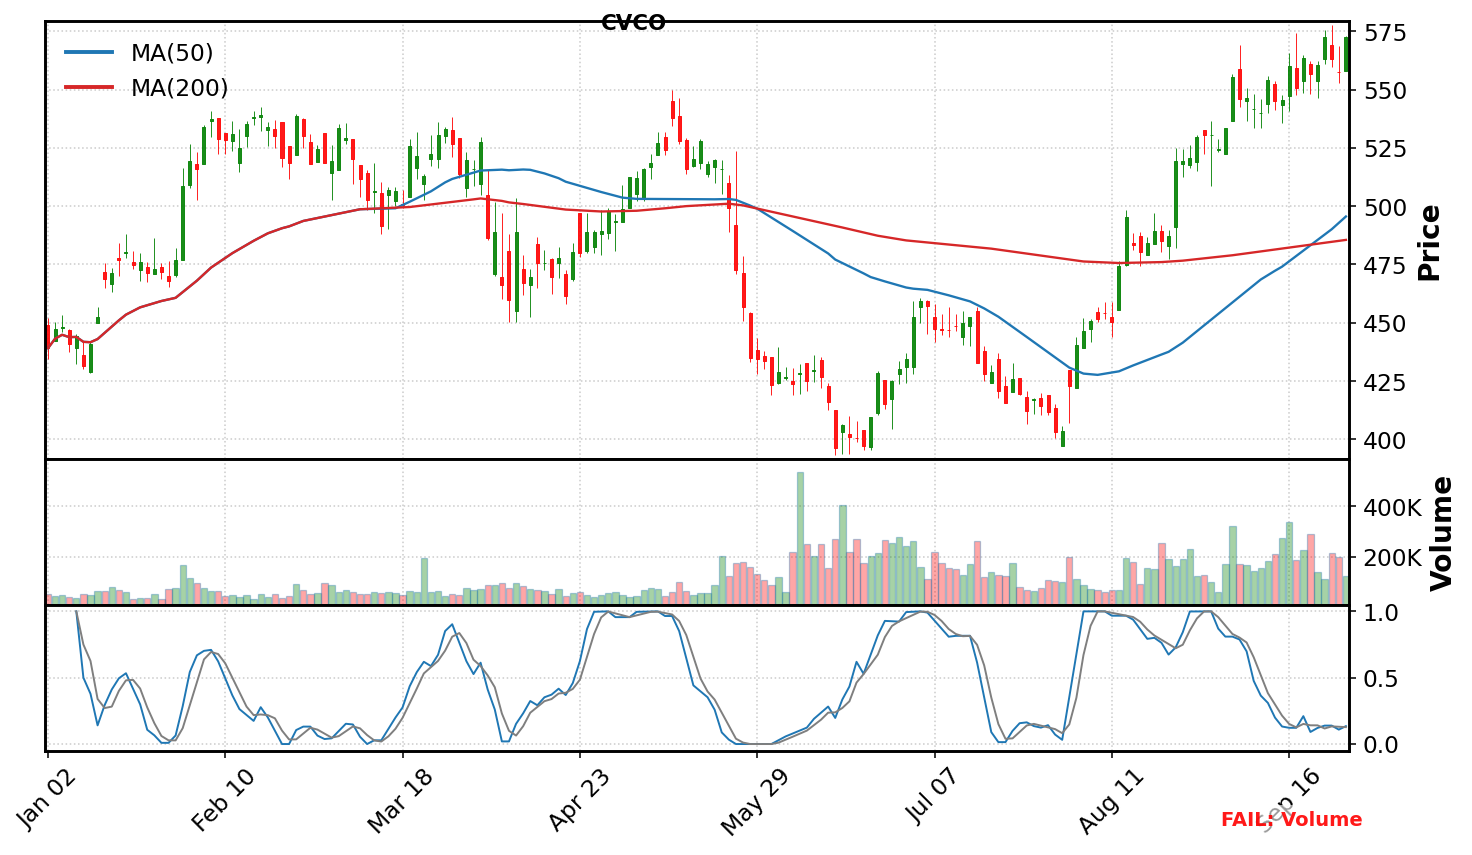 CVCO
MA(50)
MA(200)
575
550
525
500
475
450
425
400
Price
400K
200K
Volume
1.0
0.5
0.0
Jan 02
Feb 10
Mar 18
Apr 23
May 29
Jul 07
Aug 11
Sep 16
FAIL: Volume